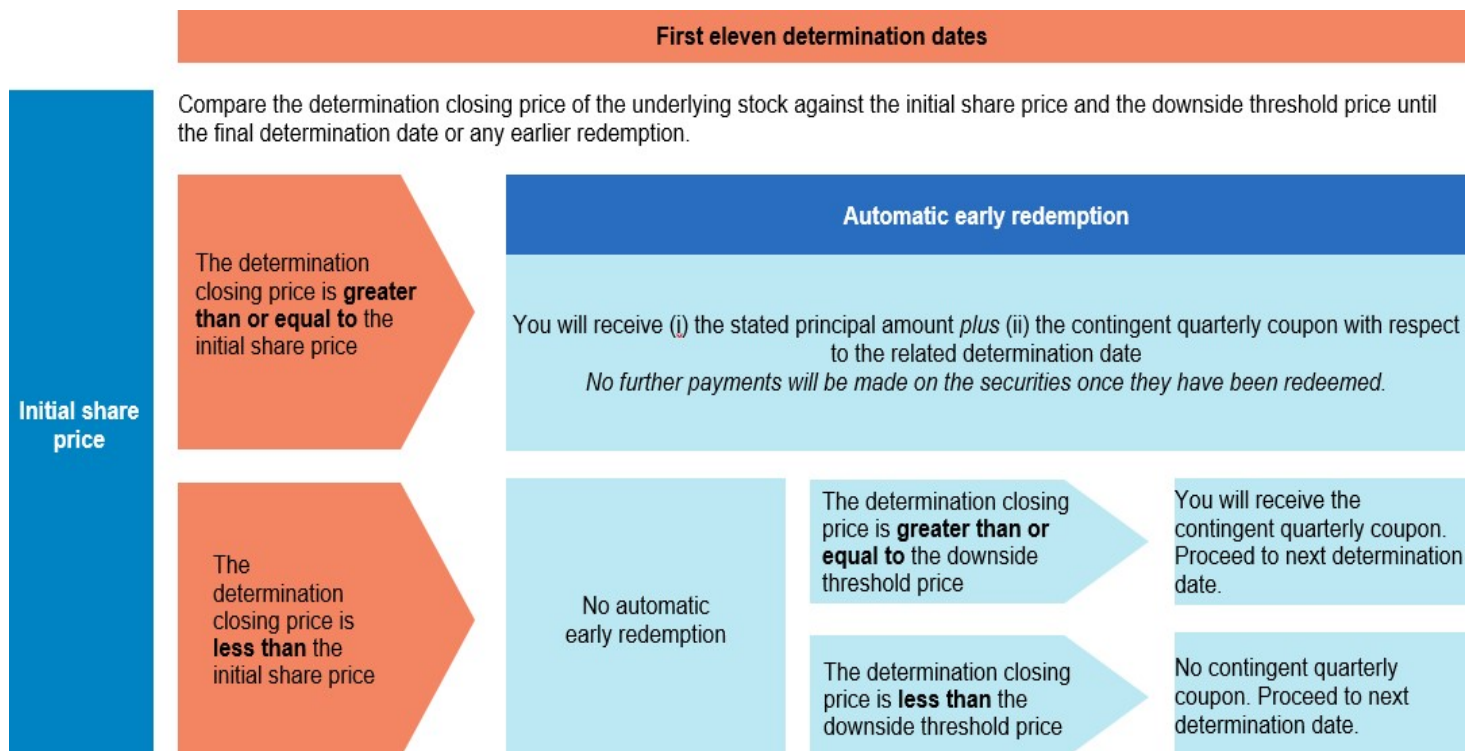 First eleven determination dates
Compare the determination closing price of the underlying stock against the initial share price and the downside threshold price until
the final determination date or any earlier redemption.
Initial share
price
The determination
closing price is greater
than or equal to the
initial share price
Automatic early redemption
You will receive (i) the stated principal amount plus (ii) the contingent quarterly coupon with respect
to the related determination date
No further payments will be made on the securities once they have been redeemed.
The
determination
closing price is
less than the
initial share price
No automatic
early redemption
The determination closing
price is greater than or
equal to the downside
threshold price
You will receive the
contingent quarterly coupon.
Proceed to next determination
date.
The determination closing
price is less than the
downside threshold price
No contingent quarterly
coupon. Proceed to next
determination date.